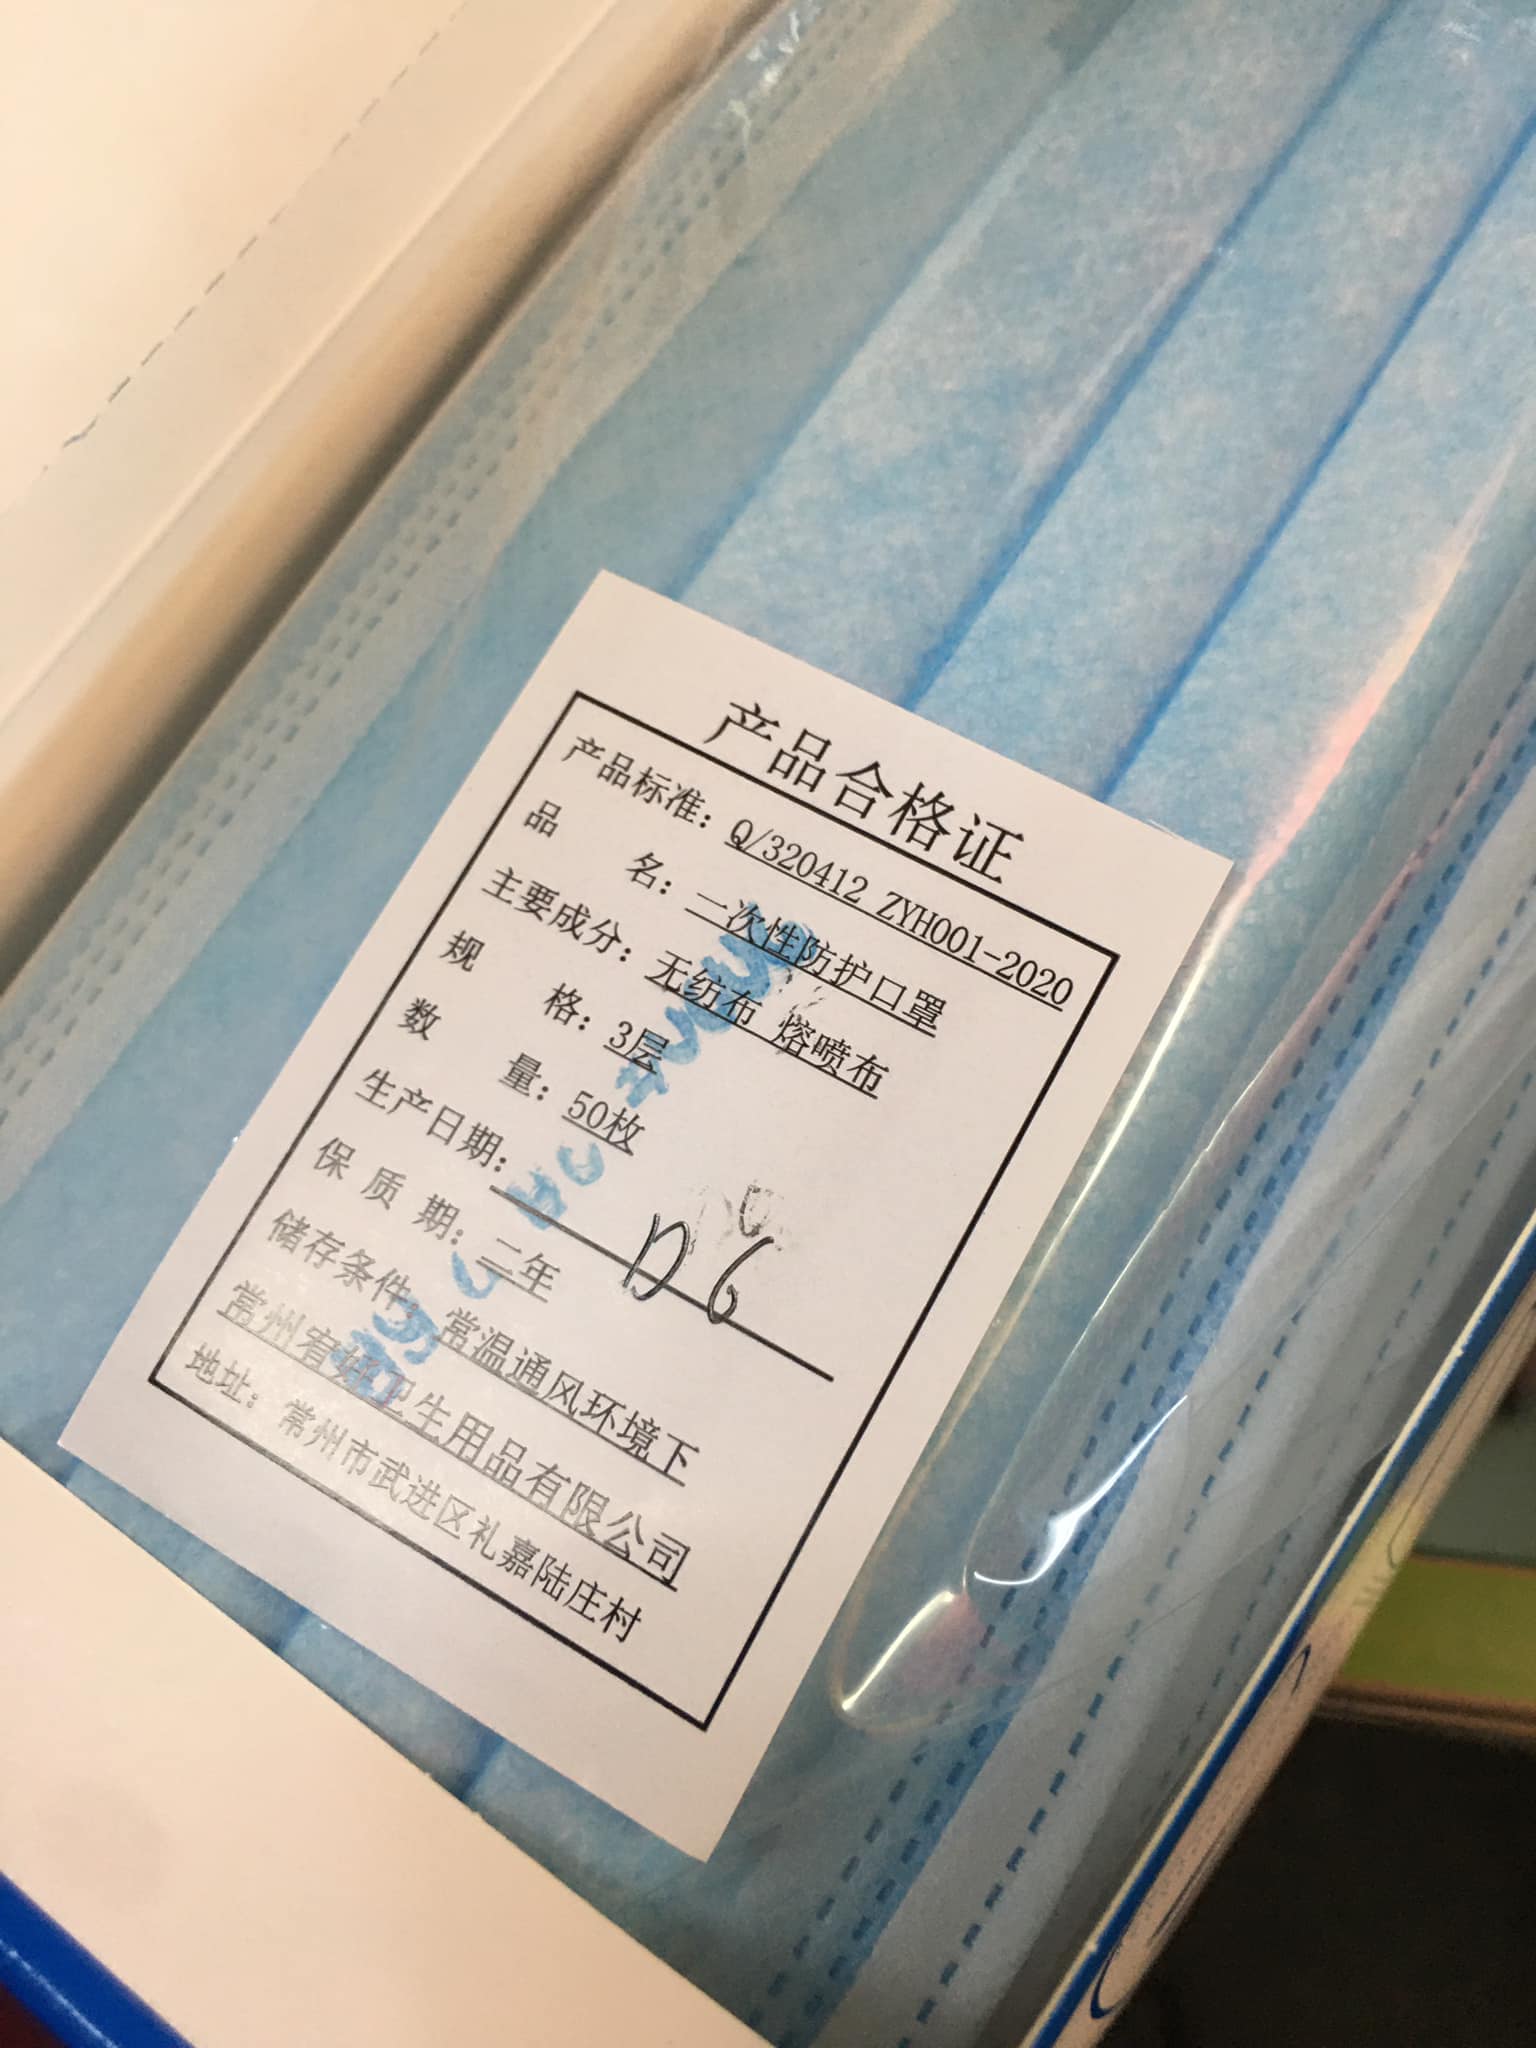 产品合格证
产品标准：Q/320412 ZYH001-2020
品 名：一次性防护口罩
主要成分：无纺布 熔喷布
规 格：3层
数 量：50枚
生产日期：
保 质 期：二年
储存条件：常温通风环境下
常州宥好卫生用品有限公司
地址：常州市武进区礼嘉陆庄村